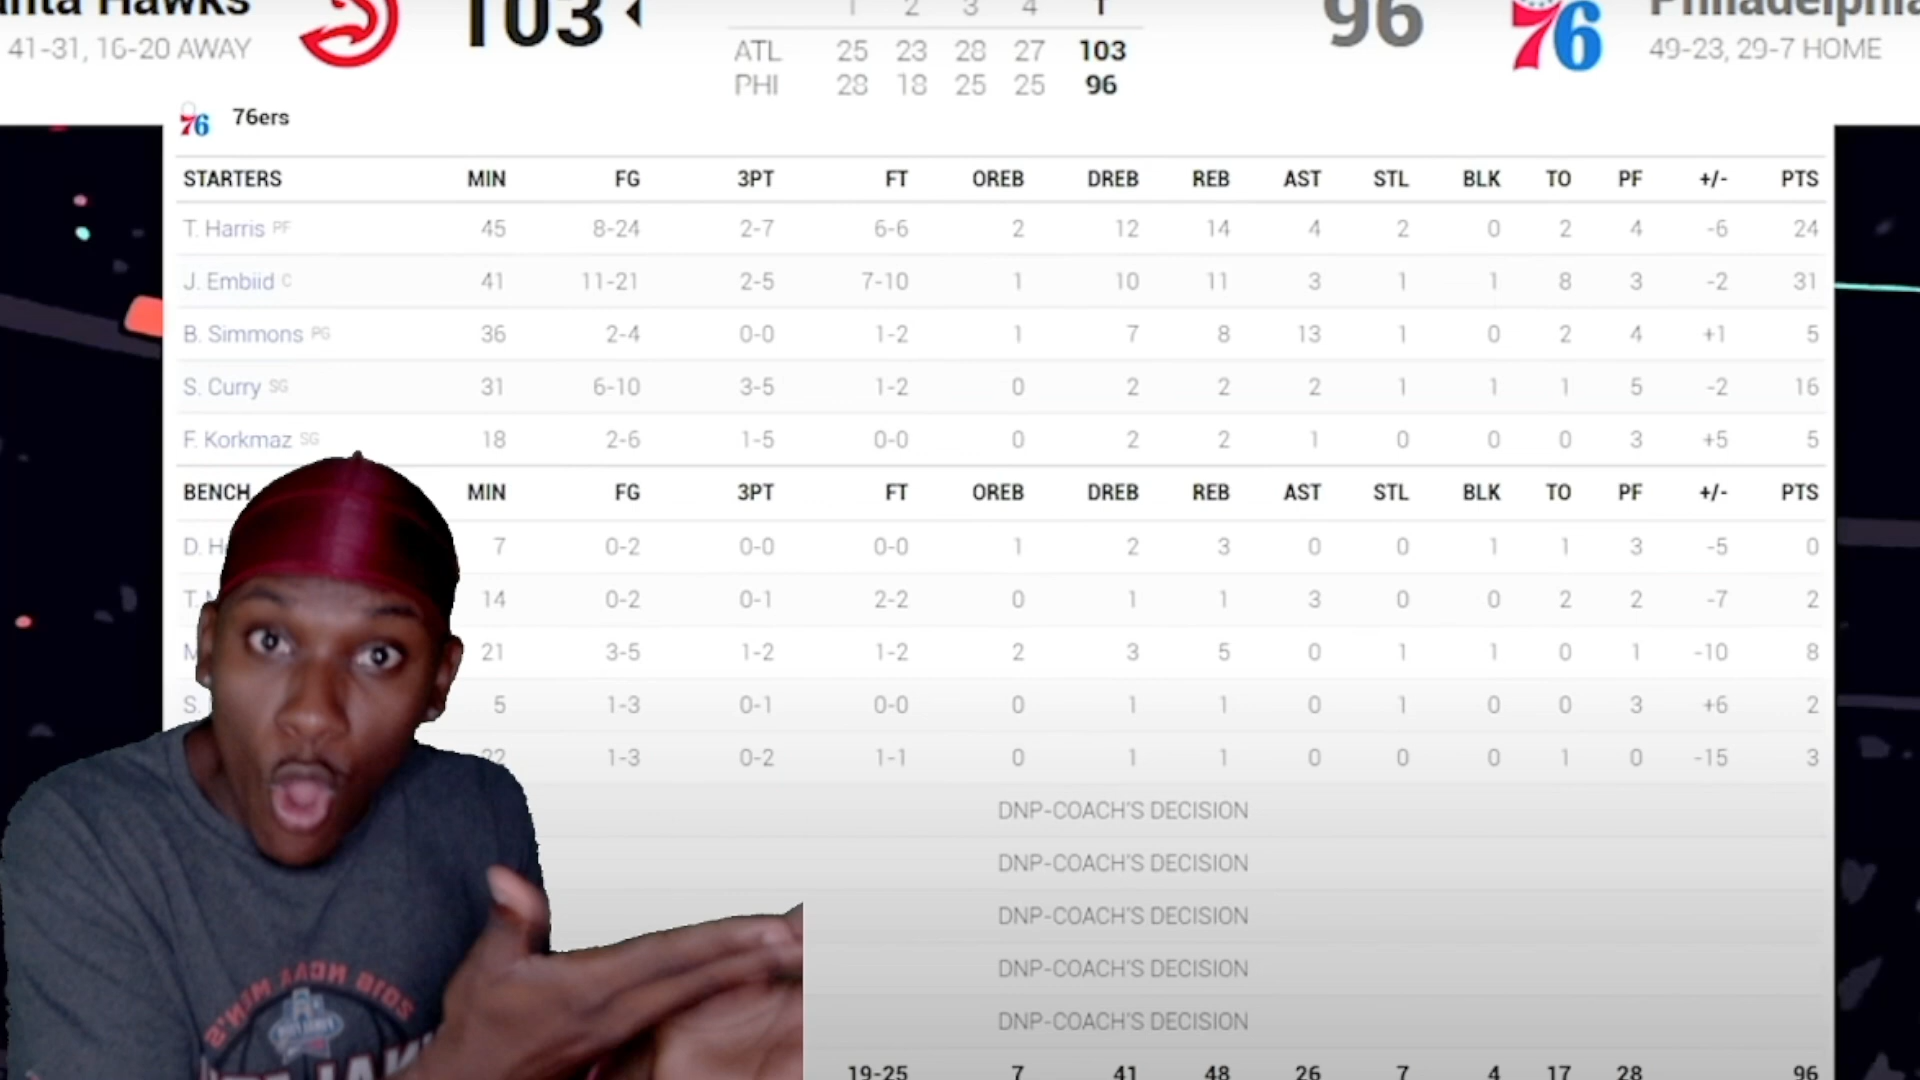 Hawks 103 1 2 3 4 T 96 76 Philadelphia
41-31, 16-20 AWAY ATL 25 23 28 27 103 49-23, 29-7 HOME
PHI 28 18 25 25 96
76 76ers
STARTERS MIN FG 3PT FT OREB DREB REB AST STL BLK TO PF +/- PTS
T. Harris PF 45 8-24 2-7 6-6 2 12 14 4 2 0 2 4 -6 24
J. Embiid C 41 11-21 2-5 7-10 1 10 11 3 1 1 8 3 -2 31
B. Simmons PG 36 2-4 0-0 1-2 1 7 8 13 1 0 2 4 +1 5
S. Curry SG 31 6-10 3-5 1-2 0 2 2 2 1 1 1 5 -2 16
F. Korkmaz SG 18 2-6 1-5 0-0 0 2 2 1 0 0 0 3 +5 5
BENCH MIN FG 3PT FT OREB DREB REB AST STL BLK TO PF +/- PTS
D. H 7 0-2 0-0 0-0 1 2 3 0 0 1 1 3 -5 0
T. 14 0-2 0-1 2-2 0 1 1 3 0 0 2 2 -7 2
M 21 3-5 1-2 1-2 2 3 5 0 1 1 0 1 -10 8
S. 5 1-3 0-1 0-0 0 1 1 0 1 0 0 3 +6 2
22 1-3 0-2 1-1 0 1 1 0 0 0 1 0 -15 3
DNP-COACH'S DECISION
DNP-COACH'S DECISION
DNP-COACH'S DECISION
DNP-COACH'S DECISION
DNP-COACH'S DECISION
19-25 7 41 48 26 7 4 17 28 96
2019 NCAA MEN'S